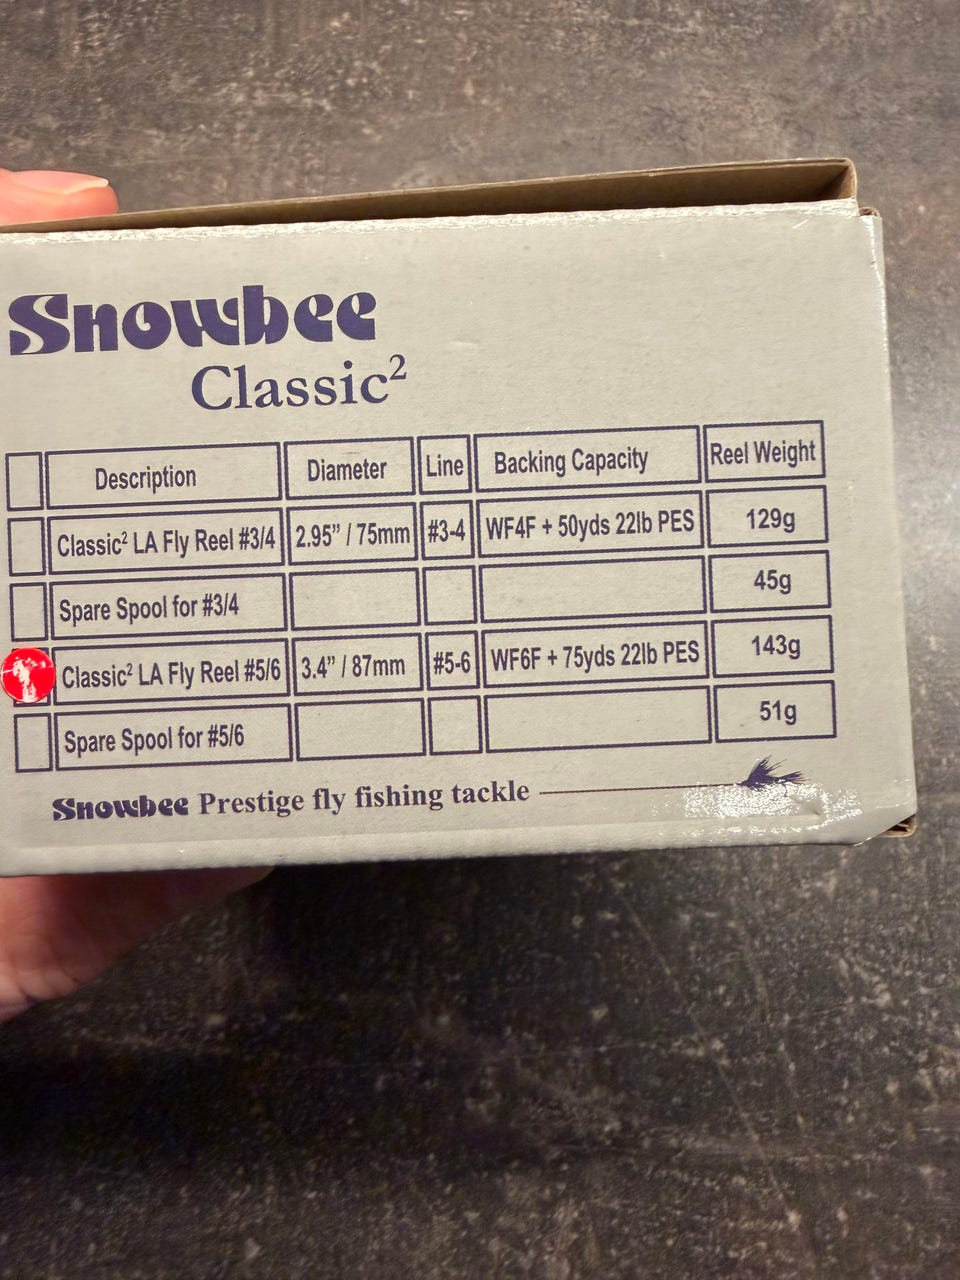 Snowbee
Classic²
Description Diameter Line Backing Capacity Reel Weight
Classic² LA Fly Reel #3/4 2.95” / 75mm #3-4 WF4F + 50yds 22lb PES 129g
Spare Spool for #3/4 45g
Classic² LA Fly Reel #5/6 3.4” / 87mm #5-6 WF6F + 75yds 22lb PES 143g
Spare Spool for #5/6 51g
Snowbee Prestige fly fishing tackle